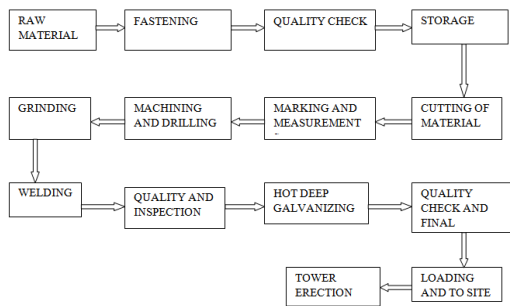 RAW
MATERIAL
FASTENING
QUALITY CHECK
STORAGE
GRINDING
MACHINING
AND DRILLING
MARKING AND
MEASUREMENT
CUTTING OF
MATERIAL
WELDING
QUALITY AND
INSPECTION
HOT DEEP
GALVANIZING
QUALITY
CHECK AND
FINAL
TOWER
ERECTION
LOADING
AND TO SITE